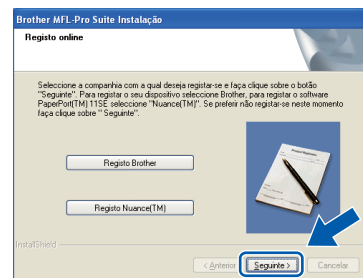 Brother MFL-Pro Suite Instalação
Registo online
Seleccione a companhia com a qual deseja registar-se e faça clique sobre o botão
"Seguinte". Para registar o seu dispositivo seleccione Brother, para registar o software
PaperPort(TM) 11SE seleccione "Nuance(TM)". Se preferir não registar-se neste momento
faça clique sobre " Seguinte".
Registo Brother
Registo Nuance(TM)
InstallShield
< Anterior
Seguinte >
Cancelar